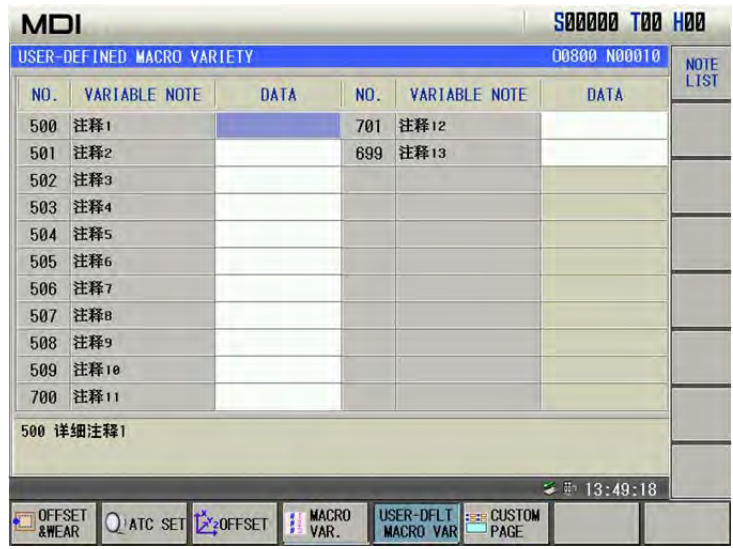 MDI S00000 T00 H00
USER-DEFINED MACRO VARIETY O0800 N00010
NOTE LIST
NO. VARIABLE NOTE DATA NO. VARIABLE NOTE DATA
500 注释1 701 注释12
501 注释2 699 注释13
502 注释3
503 注释4
504 注释5
505 注释6
506 注释7
507 注释8
508 注释9
509 注释10
700 注释11
500 详细注释1
13:49:18
OFFSET &WEAR ATC SET OFFSET MACRO VAR. USER-DFLT MACRO VAR CUSTOM PAGE